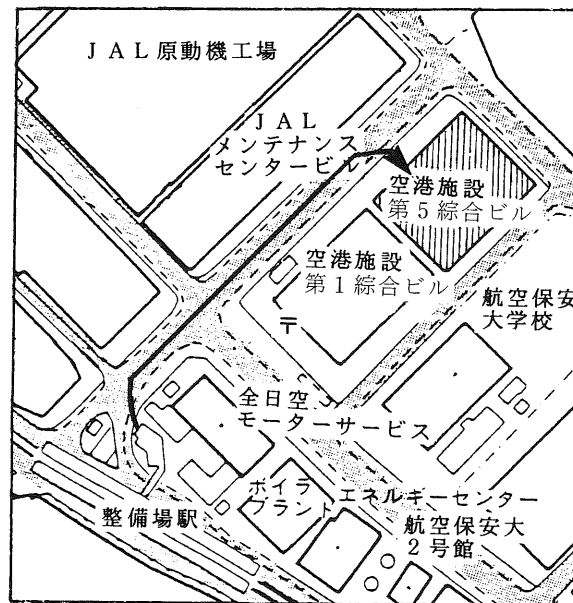 JAL原動機工場
JAL
メンテナンス
センタービル
空港施設
第5綜合ビル
空港施設
第1綜合ビル
航空保安
大学校
〒
全日空
モーターサービス
ボイラ
プラント
エネルギーセンター
整備場駅
航空保安大
2号館